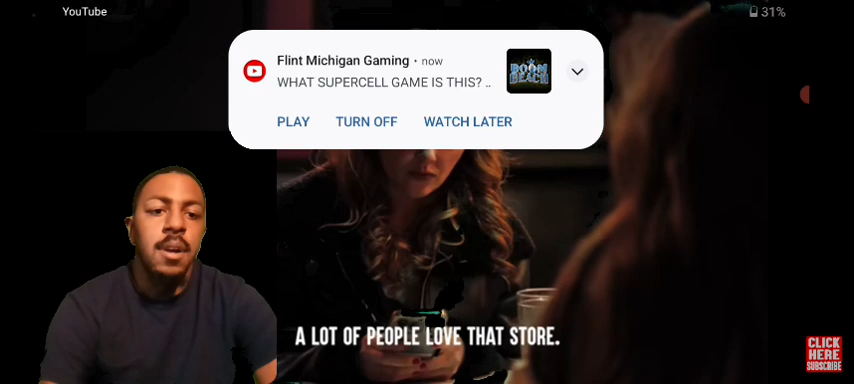 YouTube
31%
Flint Michigan Gaming · now
WHAT SUPERCELL GAME IS THIS? ..
BOOM
BEACH
PLAY TURN OFF WATCH LATER
A LOT OF PEOPLE LOVE THAT STORE.
CLICK
HERE
SUBSCRIBE